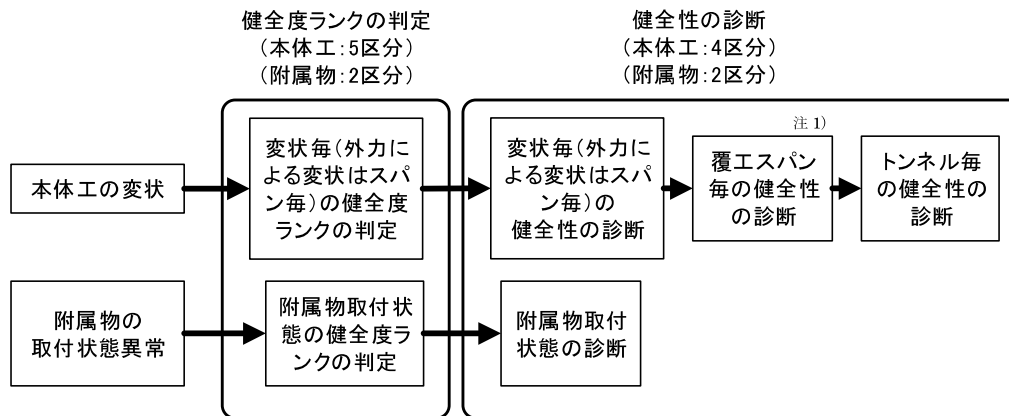 健全度ランクの判定
（本体工：5区分）
（附属物：2区分）
健全性の診断
（本体工：4区分）
（附属物：2区分）
本体工の変状
変状毎（外力に
よる変状はスパ
ン毎）の健全度
ランクの判定
変状毎（外力に
よる変状はスパ
ン毎）の
健全性の診断
注1）
覆工スパン
毎の健全性
の診断
トンネル毎
の健全性の
診断
附属物の
取付状態異常
附属物取付状
態の健全度ラ
ンクの判定
附属物取付
状態の診断